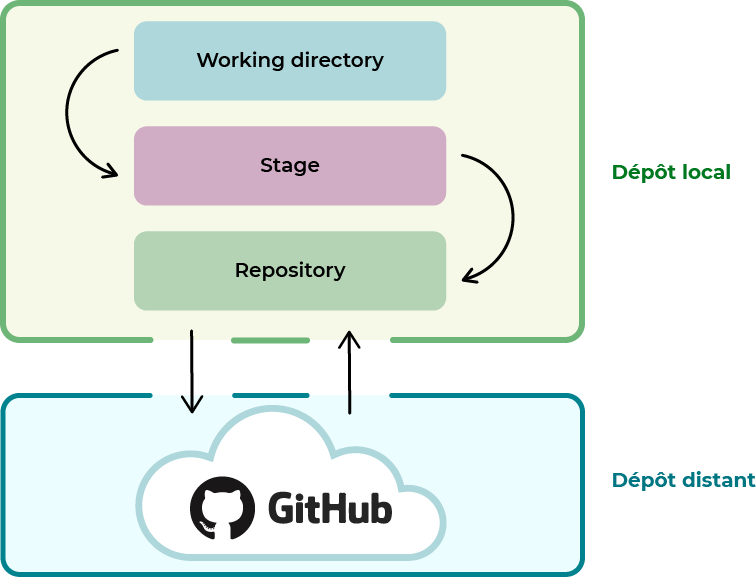 Working directory
Stage
Dépôt local
Repository
Dépôt distant
GitHub